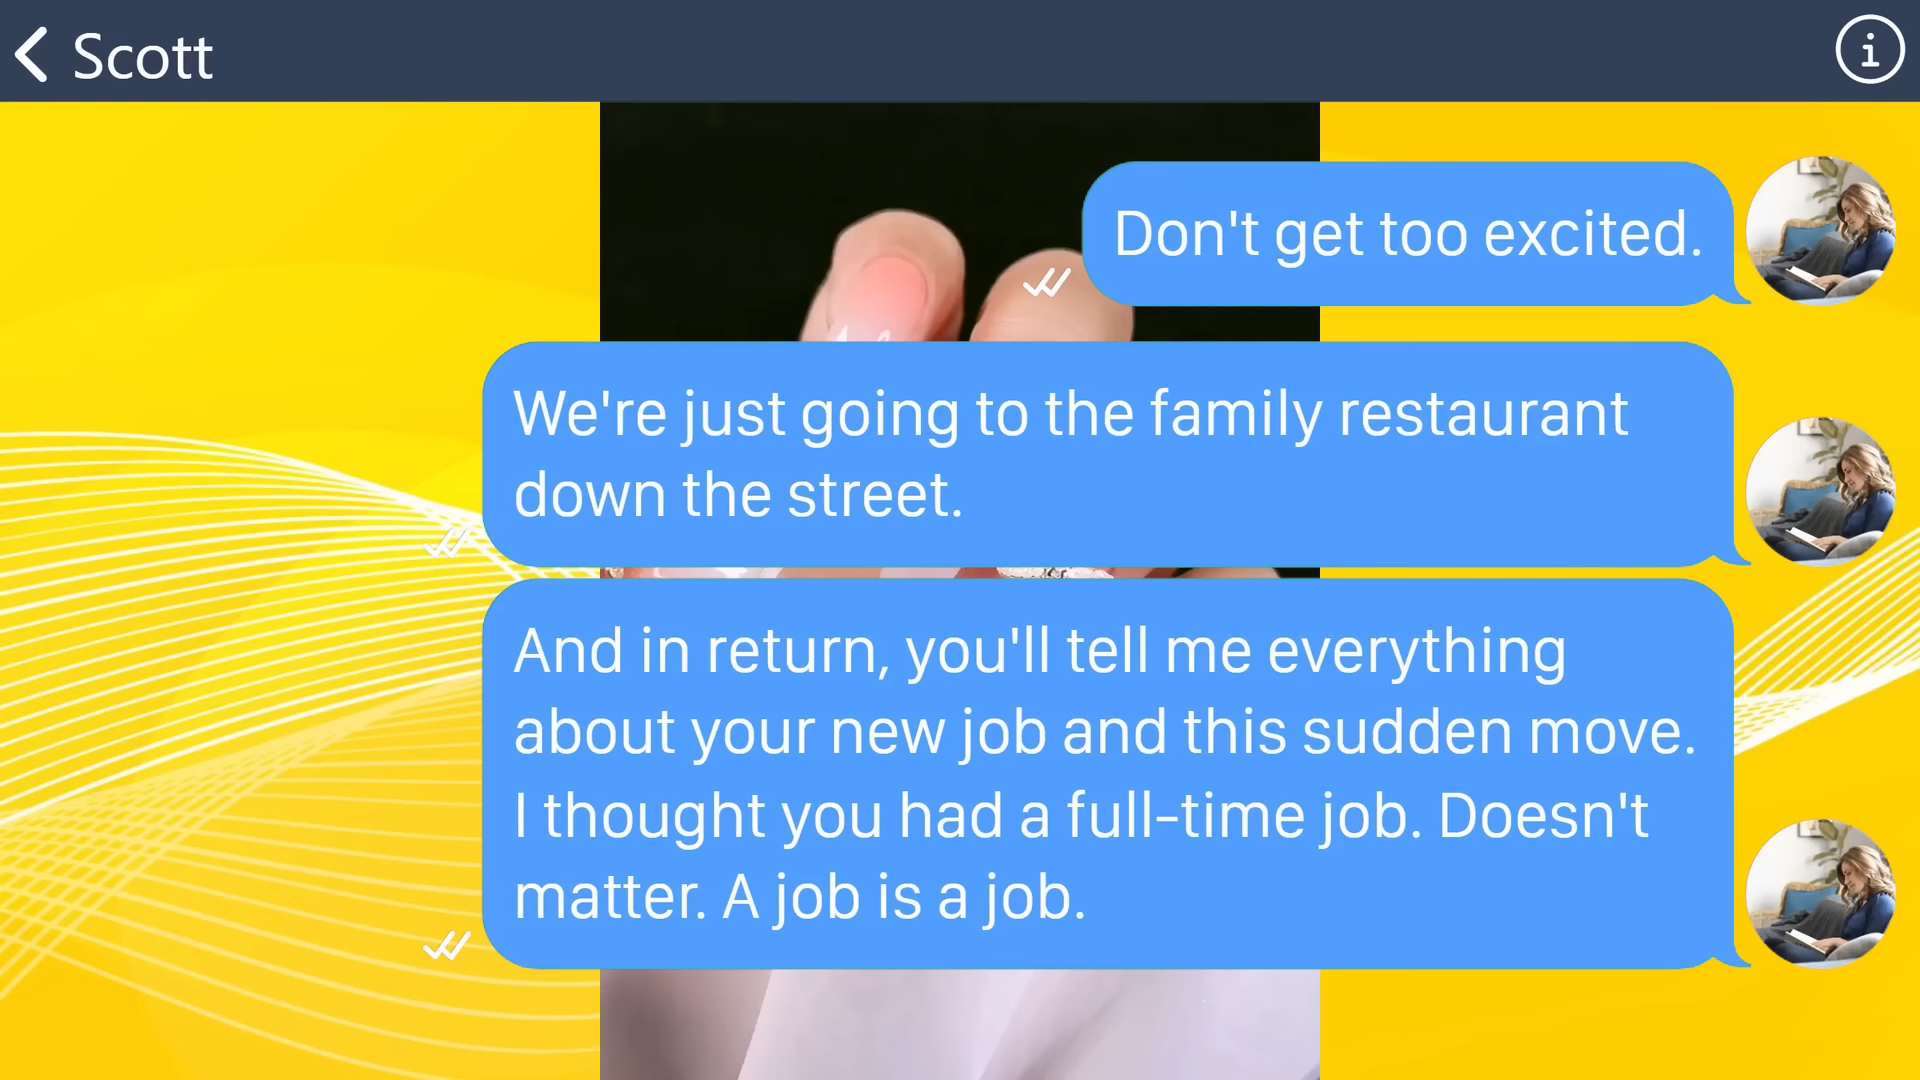 Scott
Don't get too excited.
We're just going to the family restaurant
down the street.
And in return, you'll tell me everything
about your new job and this sudden move.
I thought you had a full-time job. Doesn't
matter. A job is a job.